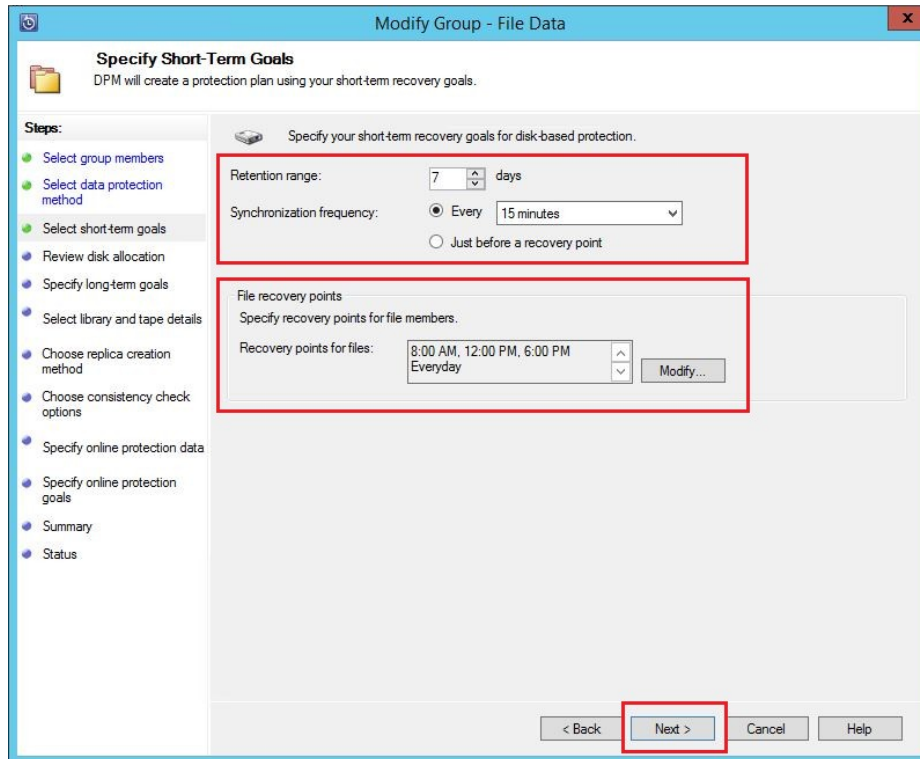 Modify Group - File Data
x
Specify Short-Term Goals
DPM will create a protection plan using your short-term recovery goals.
Steps:
Select group members
Select data protection
method
Select short-term goals
Review disk allocation
Specify long-term goals
Select library and tape details
Choose replica creation
method
Choose consistency check
options
Specify online protection data
Specify online protection
goals
Summary
Status
Specify your short-term recovery goals for disk-based protection.
Retention range: 7 days
Synchronization frequency: Every 15 minutes
Just before a recovery point
File recovery points
Specify recovery points for file members.
Recovery points for files: 8:00 AM, 12:00 PM, 6:00 PM
Everyday
Modify...
< Back Next > Cancel Help